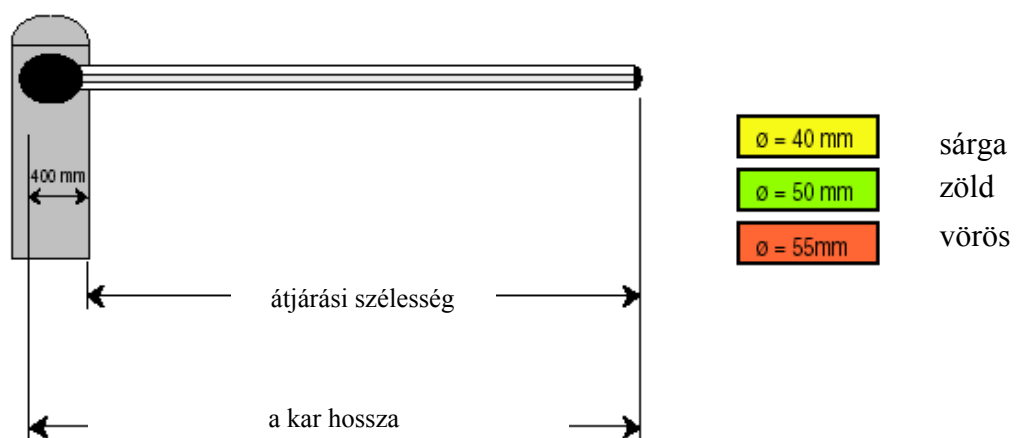 ø = 40 mm sárga
400 mm
ø = 50 mm zöld
ø = 55mm vörös
átjárási szélesség
a kar hossza